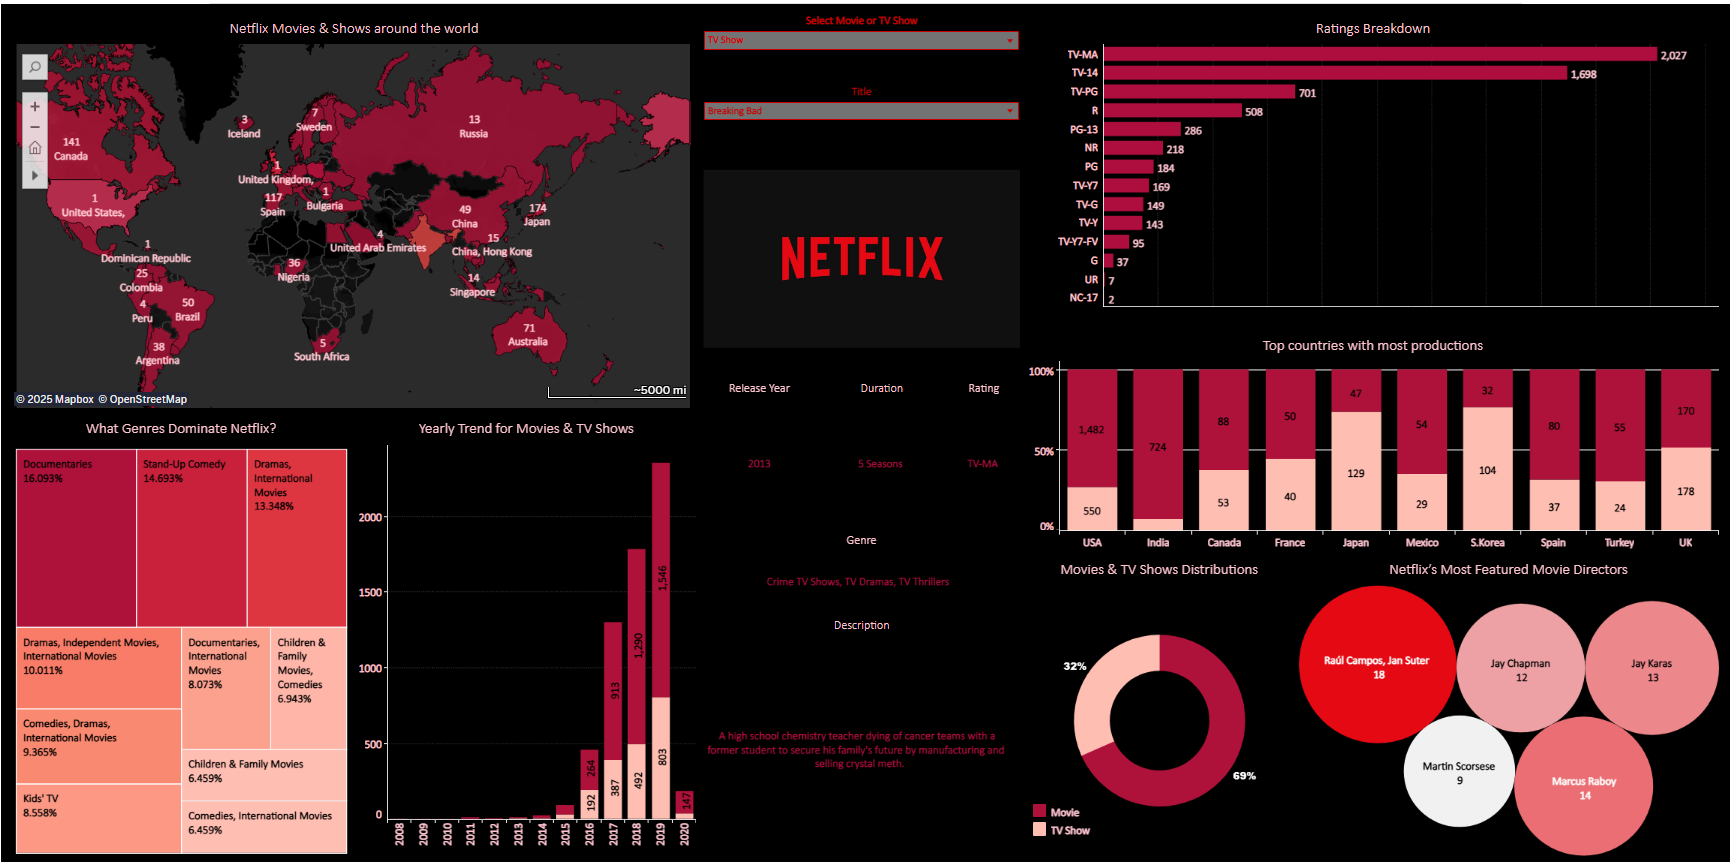 Netflix Movies & Shows around the world
141
Canada
1
United States,
1
Dominican Republic
25
Colombia
4
Peru
50
Brazil
38
Argentina
3
Iceland
7
Sweden
13
Russia
1
United Kingdom,
117
Spain
1
Bulgaria
4
United Arab Emirates
36
Nigeria
5
South Africa
49
China
15
China, Hong Kong
174
Japan
14
Singapore
71
Australia
© 2025 Mapbox © OpenStreetMap
~5000 mi
Select Movie or TV Show
TV Show
Title
Breaking Bad
NETFLIX
Release Year
Duration
Rating
2013
5 Seasons
TV-MA
Genre
Crime TV Shows, TV Dramas, TV Thrillers
Description
A high school chemistry teacher dying of cancer teams with a
former student to secure his family's future by manufacturing and
selling crystal meth.
Ratings Breakdown
TV-MA 2,027
TV-14 1,698
TV-PG 701
R 508
PG-13 286
NR 218
PG 184
TV-Y7 169
TV-G 149
TV-Y 143
TV-Y7-FV 95
G 37
UR 7
NC-17 2
Top countries with most productions
100%
50%
0%
1,482
724
88
50
47
54
32
80
55
170
550
53
40
129
29
104
37
24
178
USA
India
Canada
France
Japan
Mexico
S.Korea
Spain
Turkey
UK
What Genres Dominate Netflix?
Documentaries
16.093%
Stand-Up Comedy
14.693%
Dramas,
International
Movies
13.348%
Dramas, Independent Movies,
International Movies
10.011%
Comedies, Dramas,
International Movies
9.365%
Kids' TV
8.558%
Documentaries,
International
Movies
8.073%
Children &
Family
Movies,
Comedies
6.943%
Children & Family Movies
6.459%
Comedies, International Movies
6.459%
Yearly Trend for Movies & TV Shows
2000
1500
1000
500
0
264
192
913
387
1,290
492
1,546
803
147
2008
2009
2010
2011
2012
2013
2014
2015
2016
2017
2018
2019
2020
Movies & TV Shows Distributions
32%
69%
Movie
TV Show
Netflix's Most Featured Movie Directors
Raúl Campos, Jan Suter
18
Jay Chapman
12
Jay Karas
13
Martin Scorsese
9
Marcus Raboy
14